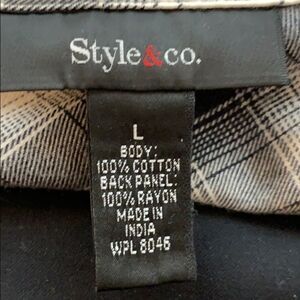 Style&co.
L
BODY:
100% COTTON
BACK PANEL:
100% RAYON
MADE IN
INDIA
WPL 8046